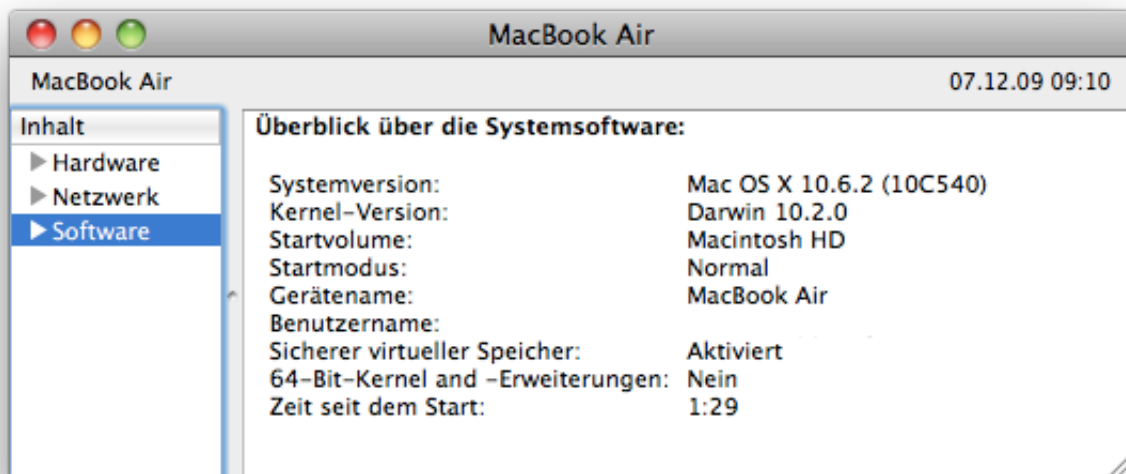 MacBook Air
MacBook Air 07.12.09 09:10
Inhalt
Hardware
Netzwerk
Software
Überblick über die Systemsoftware:
Systemversion: Mac OS X 10.6.2 (10C540)
Kernel-Version: Darwin 10.2.0
Startvolume: Macintosh HD
Startmodus: Normal
Gerätename: MacBook Air
Benutzername:
Sicherer virtueller Speicher: Aktiviert
64-Bit-Kernel and -Erweiterungen: Nein
Zeit seit dem Start: 1:29